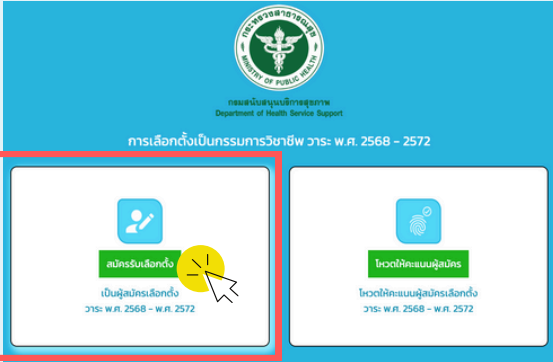 กระทรวงสาธารณสุข
MINISTRY OF PUBLIC HEALTH
กรมสนับสนุนบริการสุขภาพ
Department of Health Service Support
การเลือกตั้งเป็นกรรมการวิชาชีพ วาระ พ.ศ. 2568 - 2572
สมัครรับเลือกตั้ง
เป็นผู้สมัครเลือกตั้ง
วาระ พ.ศ. 2568 - พ.ศ. 2572
โหวตให้คะแนนผู้สมัคร
โหวตให้คะแนนผู้สมัครเลือกตั้ง
วาระ พ.ศ. 2568 - พ.ศ. 2572